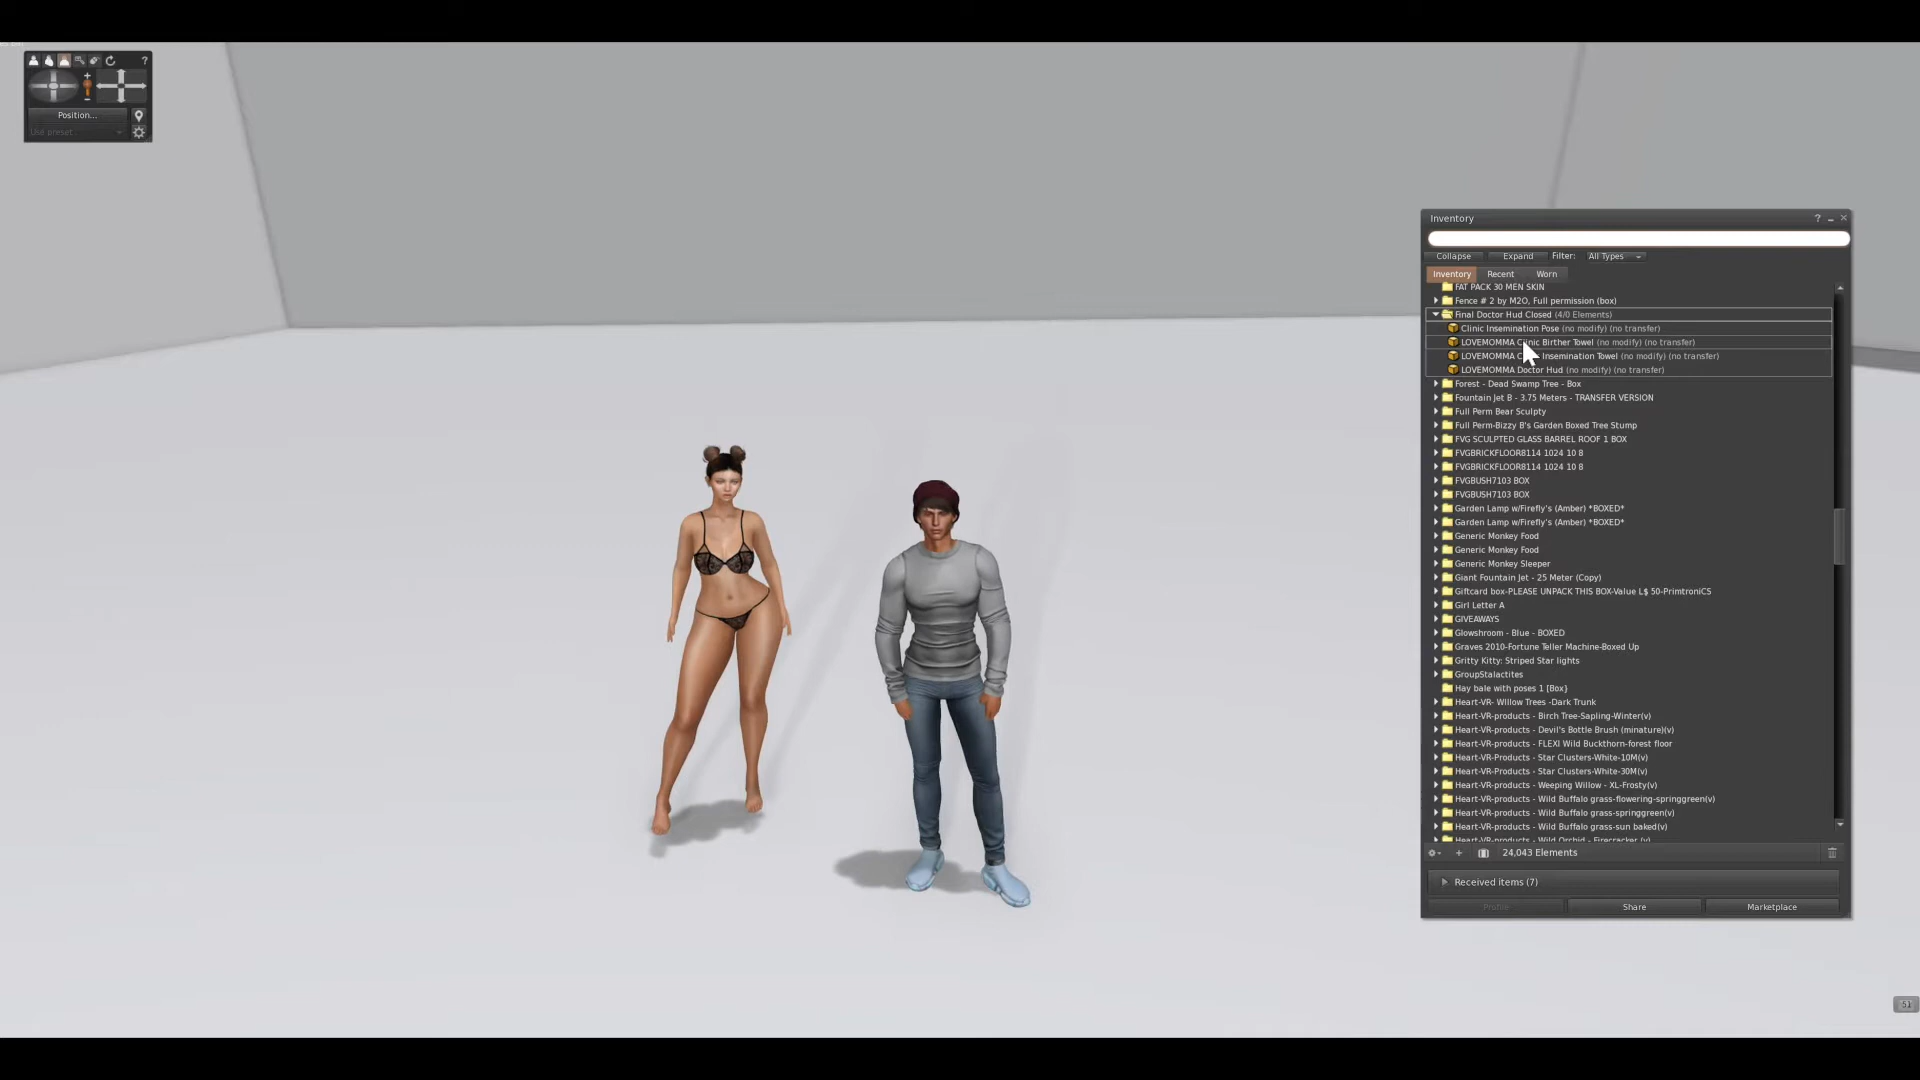 ?
Position...
Use preset
Inventory ?
Collapse Expand Filter: All Types
Inventory Recent Worn
FAT PACK 30 MEN SKIN
Fence # 2 by M2O, Full permission (box)
Final Doctor Hud Closed (4/0 Elements)
Clinic Insemination Pose (no modify) (no transfer)
LOVEMOMMA Clinic Birther Towel (no modify) (no transfer)
LOVEMOMMA Insemination Towel (no modify) (no transfer)
LOVEMOMMA Doctor Hud (no modify) (no transfer)
Forest - Dead Swamp Tree - Box
Fountain Jet B - 3.75 Meters - TRANSFER VERSION
Full Perm Bear Sculpty
Full Perm-Bizzy B's Garden Boxed Tree Stump
FVG SCULPTED GLASS BARREL ROOF 1 BOX
FVGBRICKFLOOR8114 1024 10 8
FVGBRICKFLOOR8114 1024 10 8
FVGBUSH7103 BOX
FVGBUSH7103 BOX
Garden Lamp w/Firefly's (Amber) *BOXED*
Garden Lamp w/Firefly's (Amber) *BOXED*
Generic Monkey Food
Generic Monkey Food
Generic Monkey Sleeper
Giant Fountain Jet - 25 Meter (Copy)
Giftcard box-PLEASE UNPACK THIS BOX-Value L$ 50-PrimtroniCS
Girl Letter A
GIVEAWAYS
Glowshroom - Blue - BOXED
Graves 2010-Fortune Teller Machine-Boxed Up
Gritty Kitty: Striped Star lights
GroupStalactites
Hay bale with poses 1 [Box}
Heart-VR- WIllow Trees -Dark Trunk
Heart-VR-products - Birch Tree-Sapling-Winter(v)
Heart-VR-products - Devil's Bottle Brush (minature)(v)
Heart-VR-products - FLEXI Wild Buckthorn-forest floor
Heart-VR-Products - Star Clusters-White-10M(v)
Heart-VR-Products - Star Clusters-White-30M(v)
Heart-VR-products - Weeping Willow - XL-Frosty(v)
Heart-VR-products - Wild Buffalo grass-flowering-springgreen(v)
Heart-VR-products - Wild Buffalo grass-springgreen(v)
Heart-VR-products - Wild Buffalo grass-sun baked(v)
Heart-VR-products - Wild Orchid - Firecracker (v)
24,043 Elements
Received items (7)
Profile Share Marketplace
51